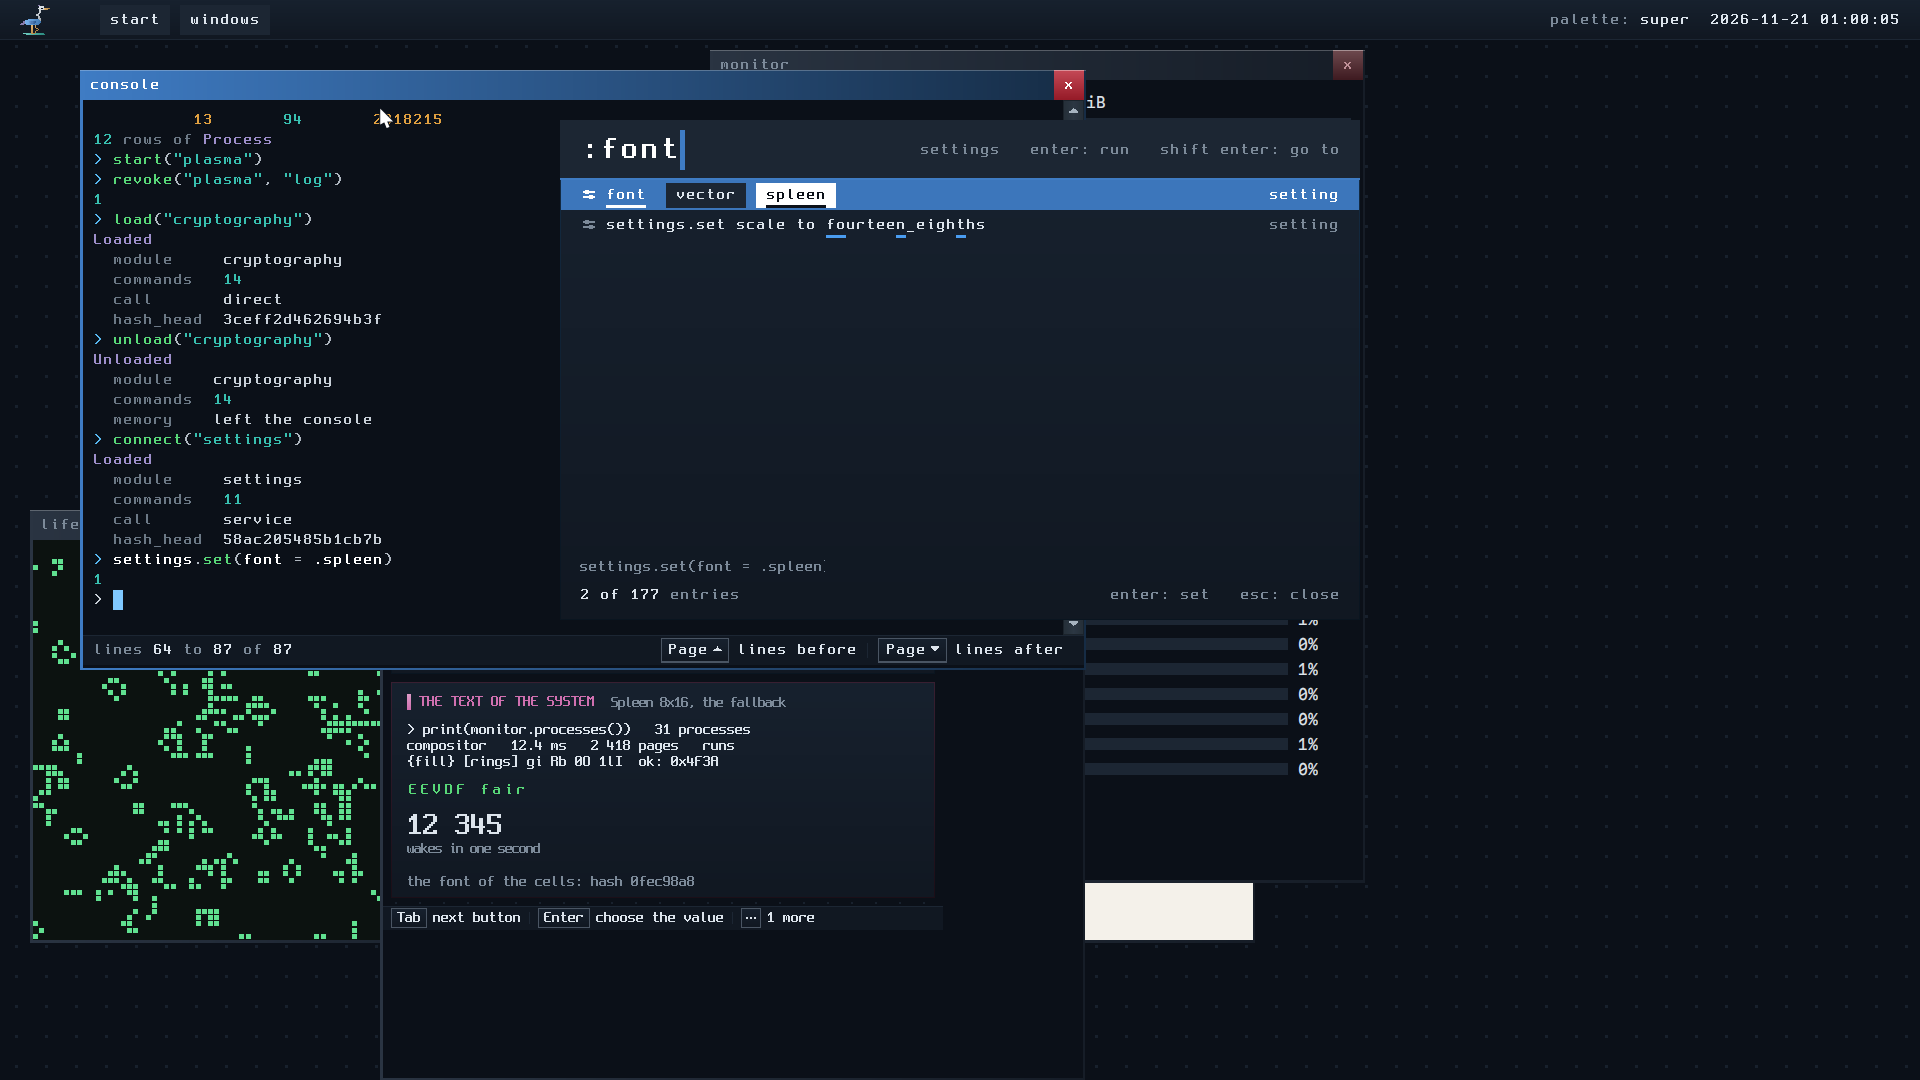 start windows palette: super 2026-11-21 01:00:05
monitor x
console x
iB
13 94
12 rows of Process
> start("plasma")
> revoke("plasma", "log")
1
> load("cryptography")
Loaded
module cryptography
commands 14
call direct
hash_head 3ceff2d462694b3f
> unload("cryptography")
Unloaded
module cryptography
commands 14
memory left the console
> connect("settings")
Loaded
module settings
commands 11
call service
hash_head 58ac205485b1cb7b
> settings.set(font = .spleen)
1
>
lines 64 to 87 of 87 Page lines before Page lines after
:font settings enter: run shift enter: go to
font vector spleen setting
settings.set scale to fourteen_eighths setting
settings.set(font = .spleen)
2 of 177 entries enter: set esc: close
life
1%
0%
1%
0%
0%
1%
0%
THE TEXT OF THE SYSTEM Spleen 8x16, the fallback
> print(monitor.processes()) 31 processes
compositor 12.4 ms 2 418 pages runs
{fill} [rings] gi Rb 0O 1lI ok: 0x4F3A
EEVDF fair
12 345
wakes in one second
the font of the cells: hash 0fec98a8
Tab next button Enter choose the value ··· 1 more